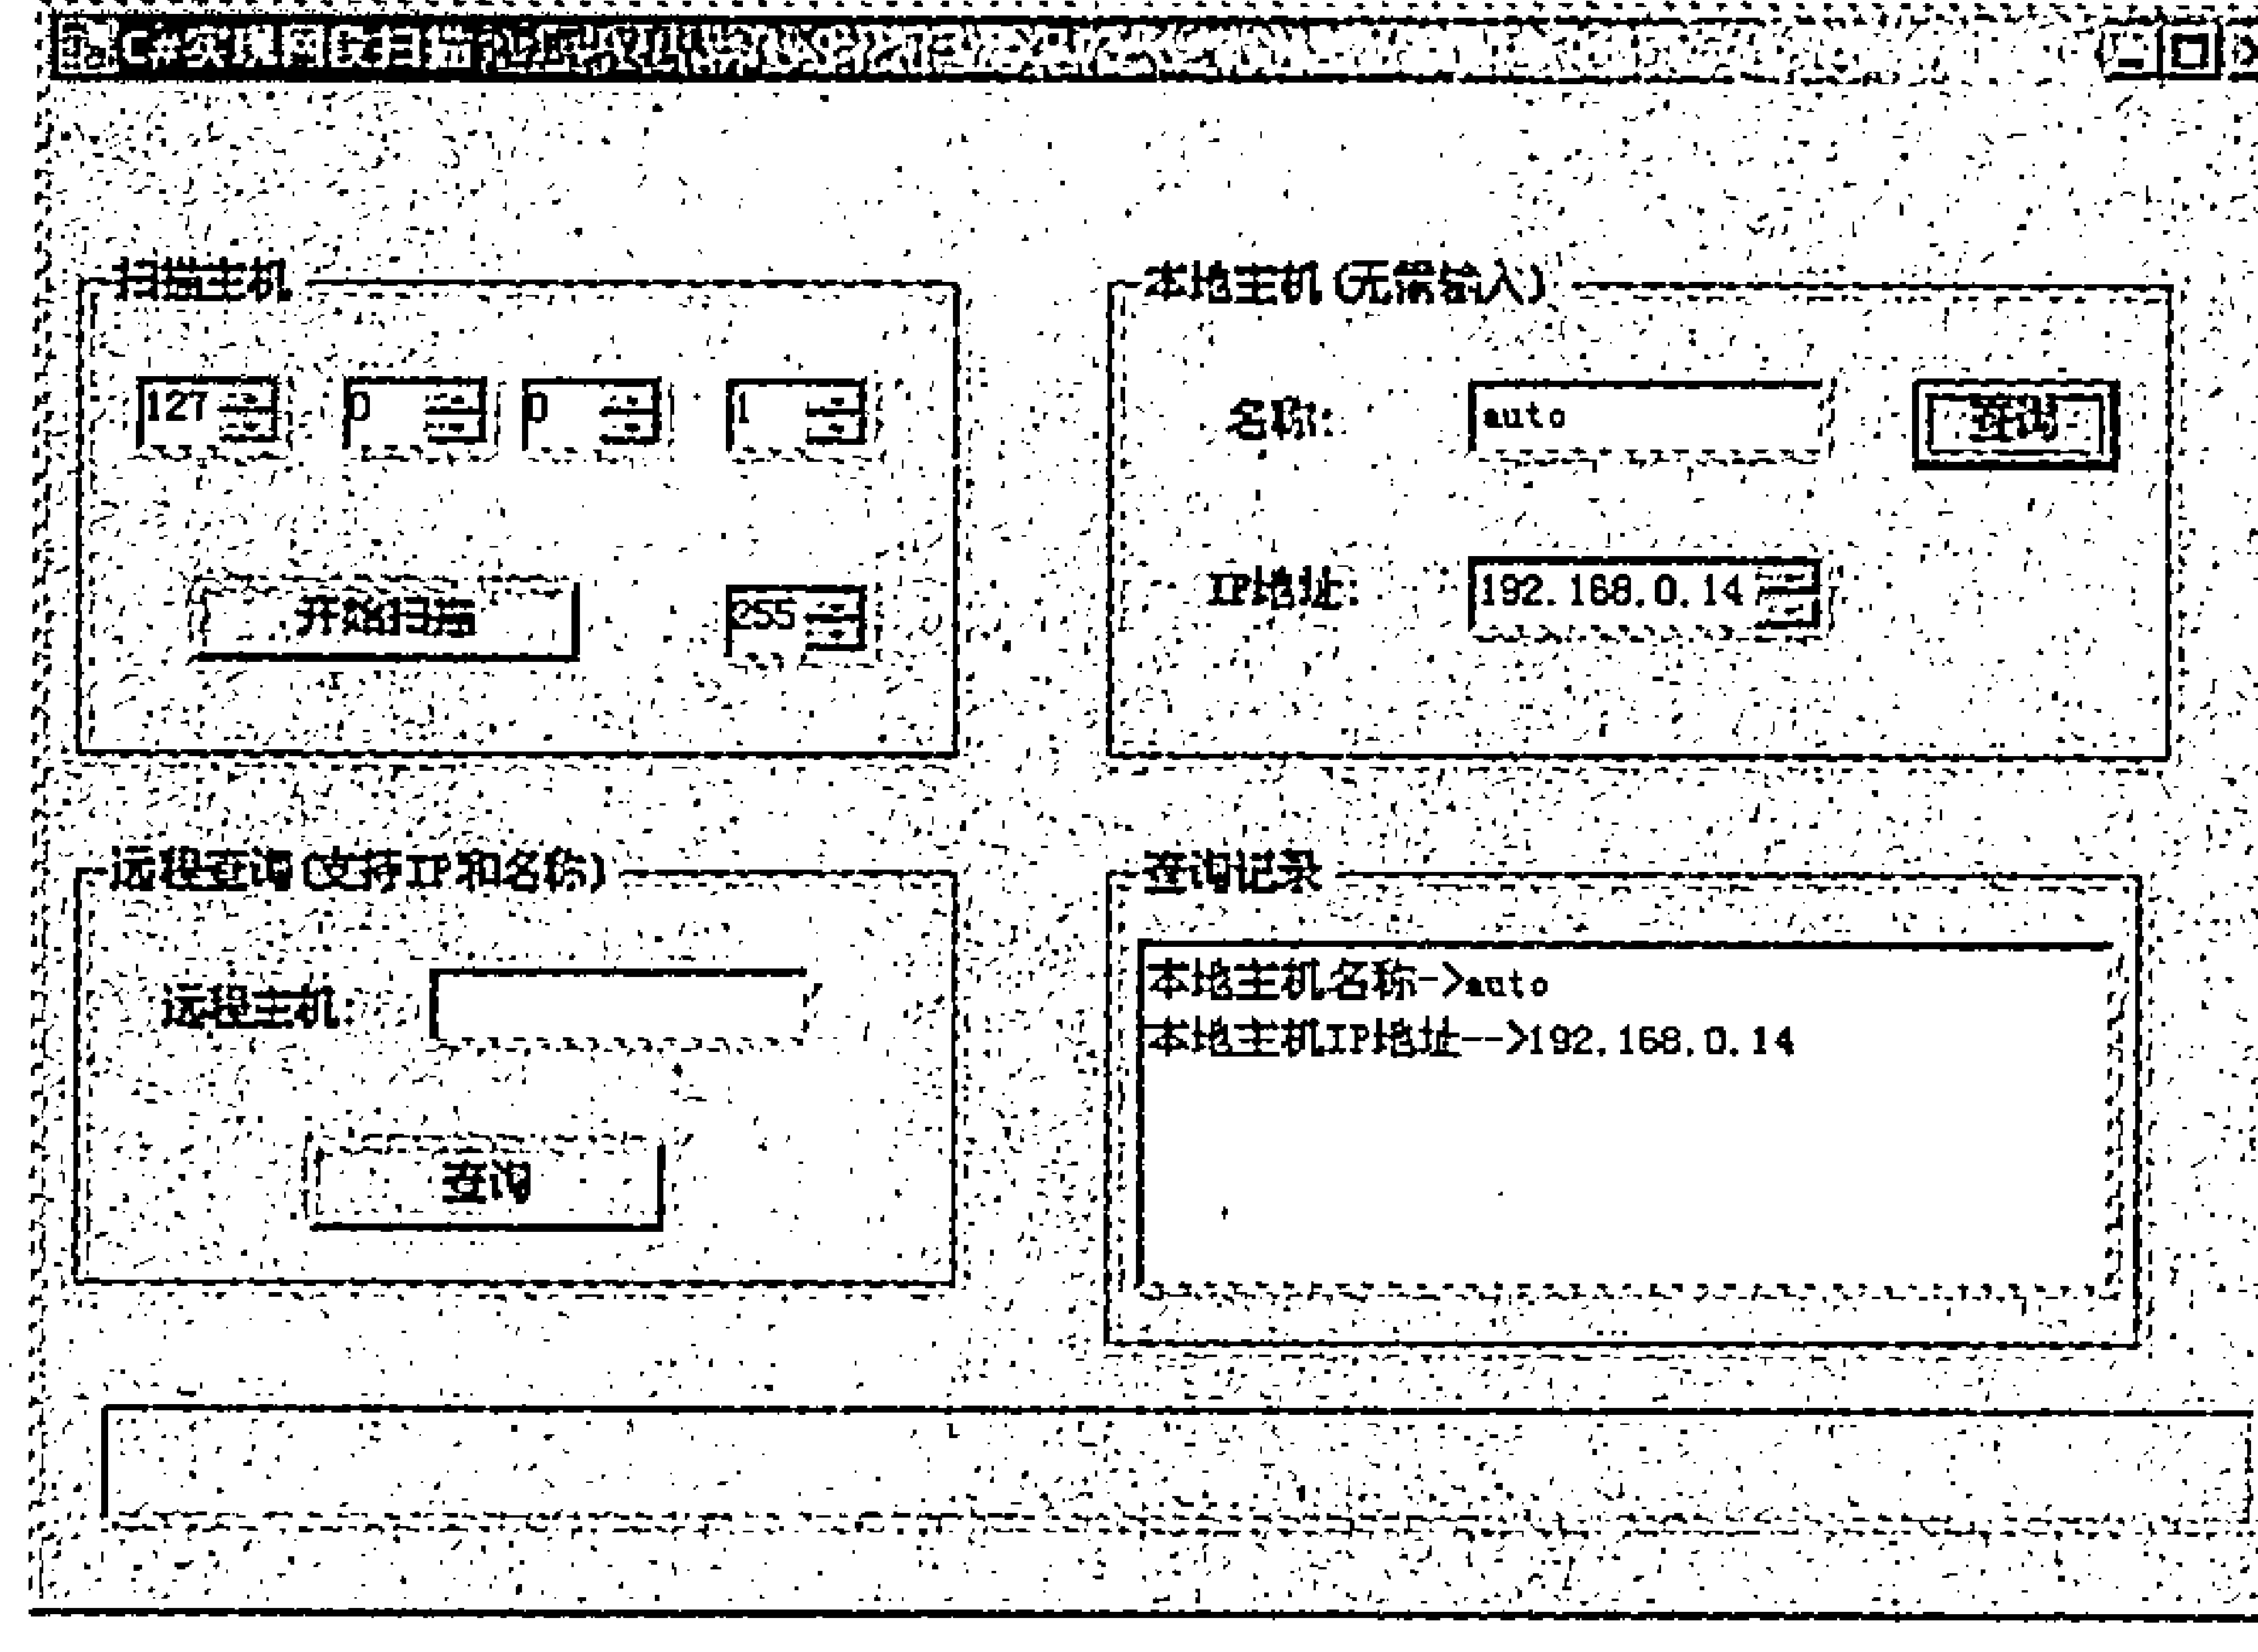 C#实现网段扫描
扫描主机
127 0 0 1
开始扫描 255
本地主机(无需输入)
名称: auto 查询
IP地址: 192.168.0.14
远程查询(支持IP和名称)
远程主机:
查询
查询记录
本地主机名称->auto
本地主机IP地址-->192.168.0.14